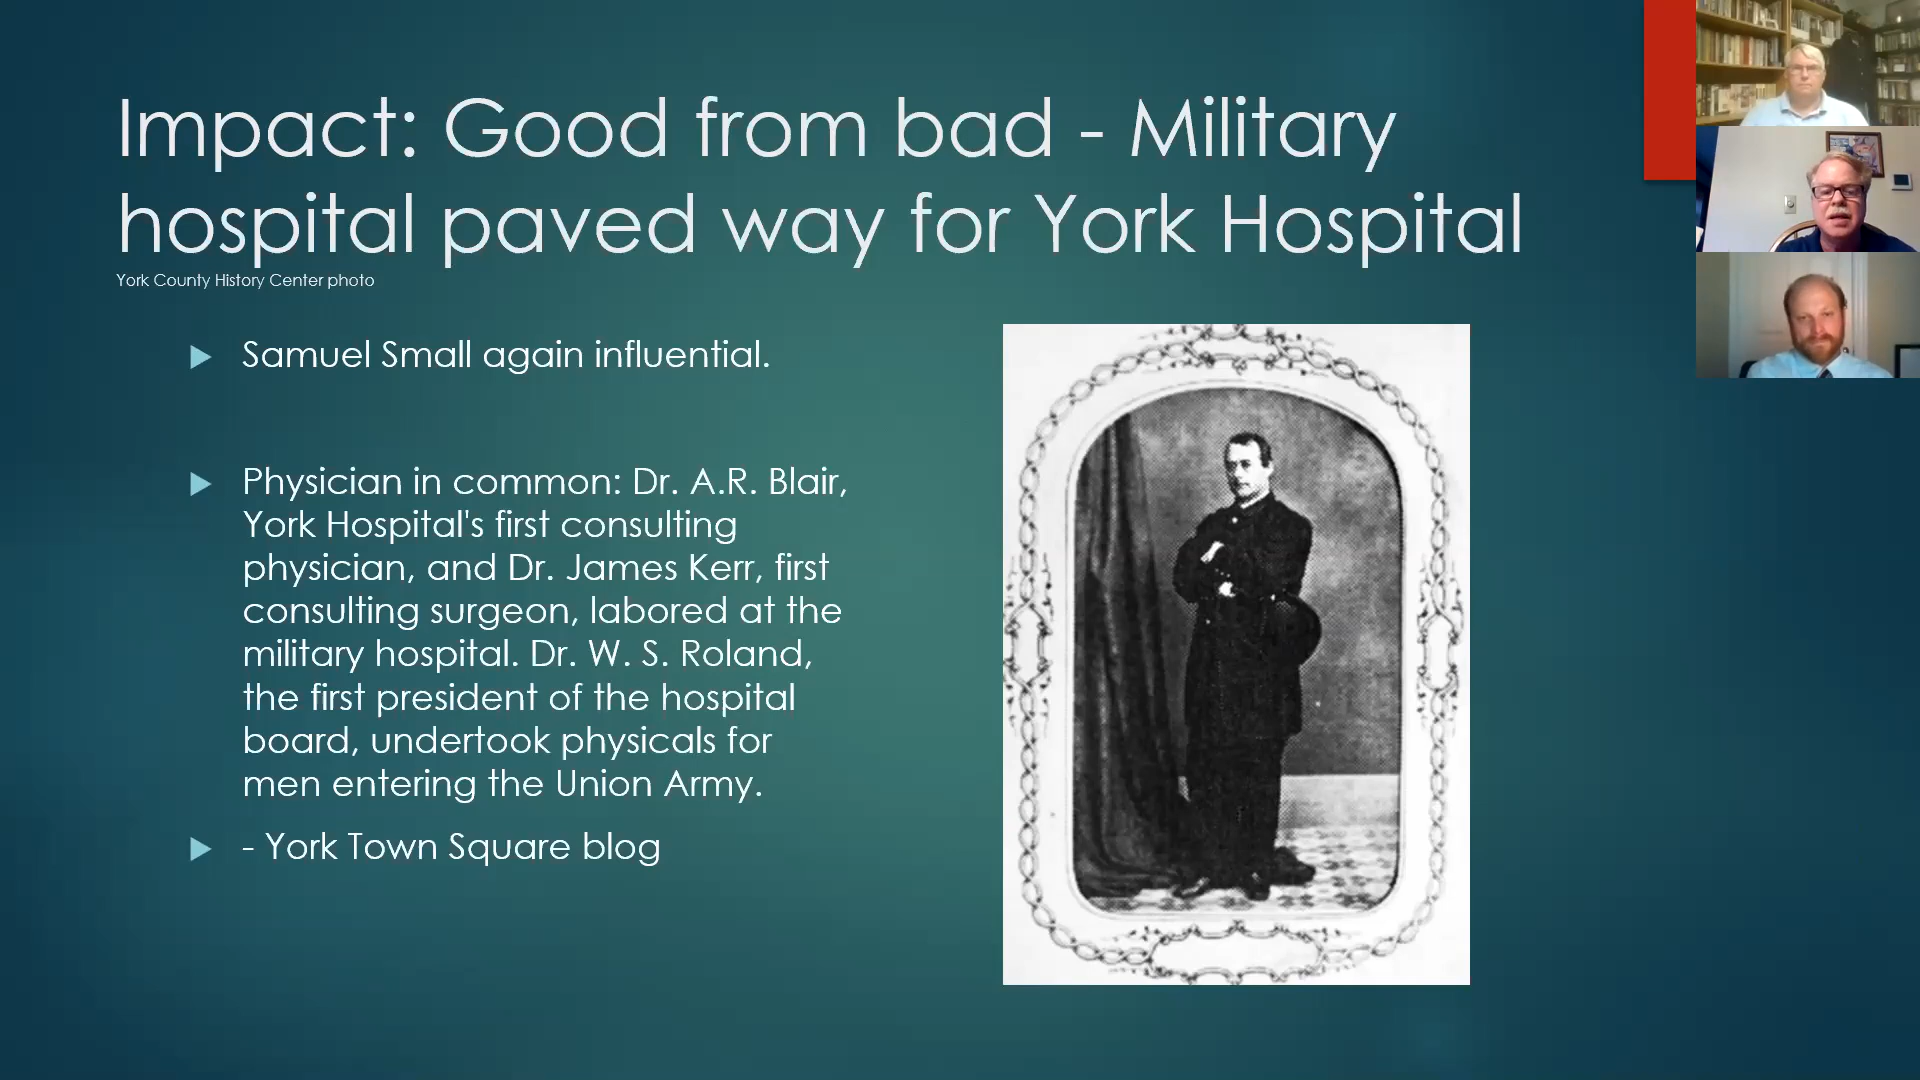 Impact: Good from bad - Military
hospital paved way for York Hospital
York County History Center photo
Samuel Small again influential.
Physician in common: Dr. A.R. Blair,
York Hospital's first consulting
physician, and Dr. James Kerr, first
consulting surgeon, labored at the
military hospital. Dr. W. S. Roland,
the first president of the hospital
board, undertook physicals for
men entering the Union Army.
- York Town Square blog